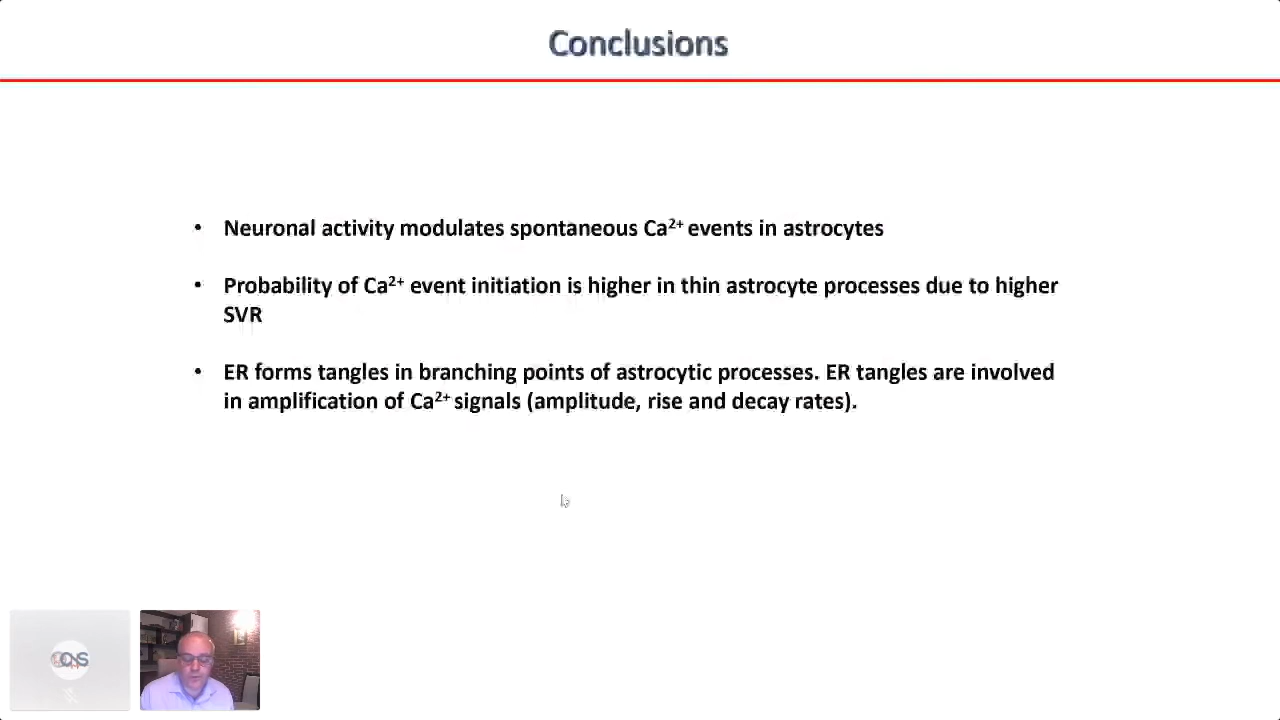 Conclusions
• Neuronal activity modulates spontaneous Ca²⁺ events in astrocytes
• Probability of Ca²⁺ event initiation is higher in thin astrocyte processes due to higher
SVR
• ER forms tangles in branching points of astrocytic processes. ER tangles are involved
in amplification of Ca²⁺ signals (amplitude, rise and decay rates).